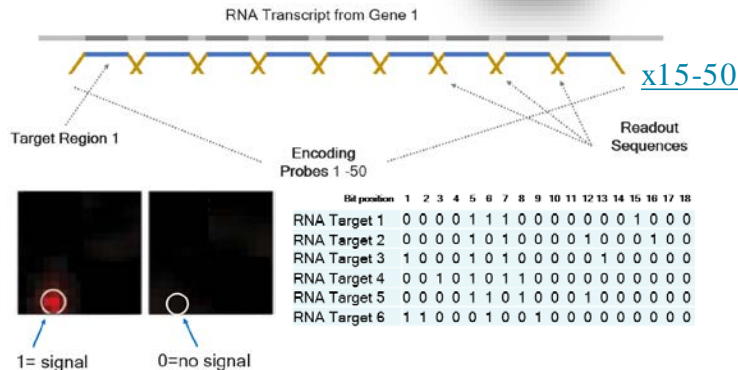 RNA Transcript from Gene 1
x15-50
Target Region 1
Readout
Sequences
Encoding
Probes 1 -50
Bit position 1 2 3 4 5 6 7 8 9 10 11 12 13 14 15 16 17 18
RNA Target 1 0 0 0 0 1 1 1 0 0 0 0 0 0 0 1 0 0 0
RNA Target 2 0 0 0 0 1 0 1 0 0 0 0 1 0 0 0 1 0 0
RNA Target 3 1 0 0 0 1 0 1 0 0 0 0 0 1 0 0 0 0 0
RNA Target 4 0 0 1 0 1 0 1 1 0 0 0 0 0 0 0 0 0 0
RNA Target 5 0 0 0 0 1 1 0 1 0 0 0 1 0 0 0 0 0 0
RNA Target 6 1 1 0 0 0 1 0 0 1 0 0 0 0 0 0 0 0 0
1= signal
0=no signal